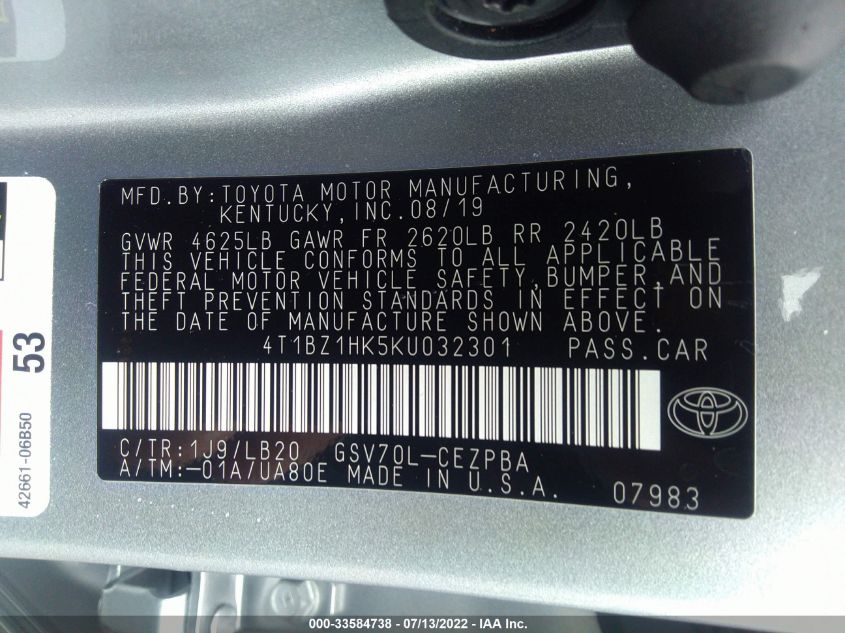 MFD.BY:TOYOTA MOTOR MANUFACTURING,
KENTUCKY,INC.08/19
GVWR 4625LB GAWR FR 2620LB RR 2420LB
THIS VEHICLE CONFORMS TO ALL APPLICABLE
FEDERAL MOTOR VEHICLE SAFETY,BUMPER,AND
THEFT PREVENTION STANDARDS IN EFFECT ON
THE DATE OF MANUFACTURE SHOWN ABOVE.
4T1BZ1HK5KU032301 PASS.CAR
C/TR:1J9/LB20 GSV70L-CEZPBA
A/TM:-01A/UA80E MADE IN U.S.A.
07983
53
42661-06B50
000-33584738 - 07/13/2022 - IAA Inc.